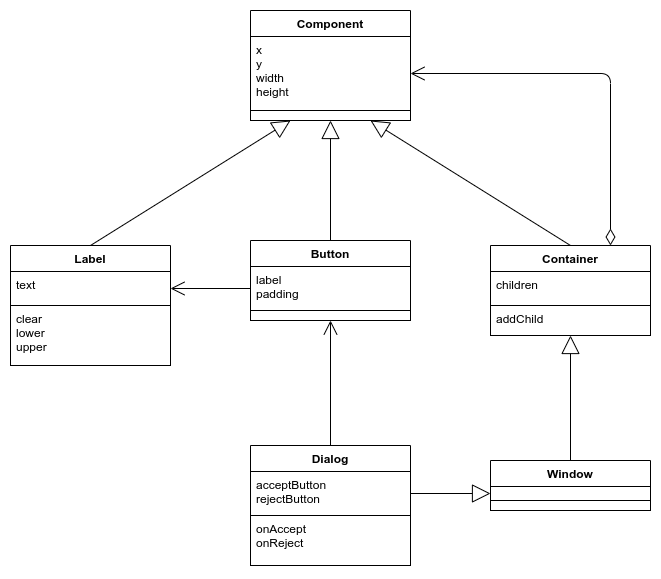 Component
x
y
width
height
Label
text
clear
lower
upper
Button
label
padding
Container
children
addChild
Dialog
acceptButton
rejectButton
onAccept
onReject
Window